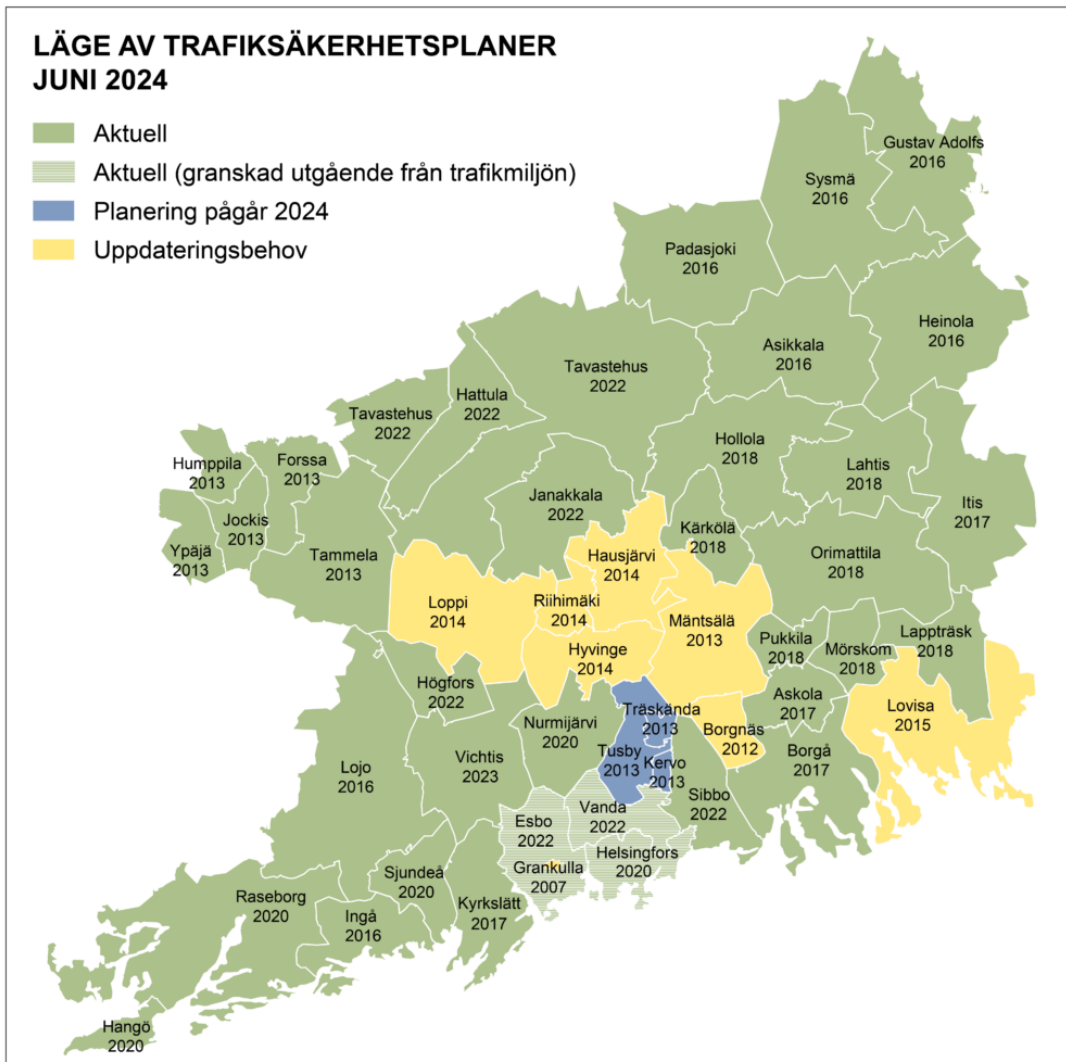 LÄGE AV TRAFIKSÄKERHETSPLANER
JUNI 2024
Aktuell
Aktuell (granskad utgående från trafikmiljön)
Planering pågår 2024
Uppdateringsbehov
Gustav Adolfs
2016
Sysmä
2016
Padasjoki
2016
Heinola
2016
Asikkala
2016
Tavastehus
2022
Hattula
2022
Tavastehus
2022
Hollola
2018
Lahtis
2018
Itis
2017
Humppila
2013
Forssa
2013
Janakkala
2022
Jockis
2013
Kärkölä
2018
Ypäjä
2013
Tammela
2013
Hausjärvi
2014
Orimattila
2018
Loppi
2014
Riihimäki
2014
Mäntsälä
2013
Pukkila
2018
Mörskom
2018
Lappträsk
2018
Hyvinge
2014
Högfors
2022
Askola
2017
Lovisa
2015
Nurmijärvi
2020
Träskända
2013
Borgnäs
2012
Borgå
2017
Vichtis
2023
Tusby
2013
Kervo
2013
Lojo
2016
Sibbo
2022
Esbo
2022
Vanda
2022
Helsingfors
2020
Grankulla
2007
Sjundeå
2020
Raseborg
2020
Kyrkslätt
2017
Ingå
2016
Hangö
2020